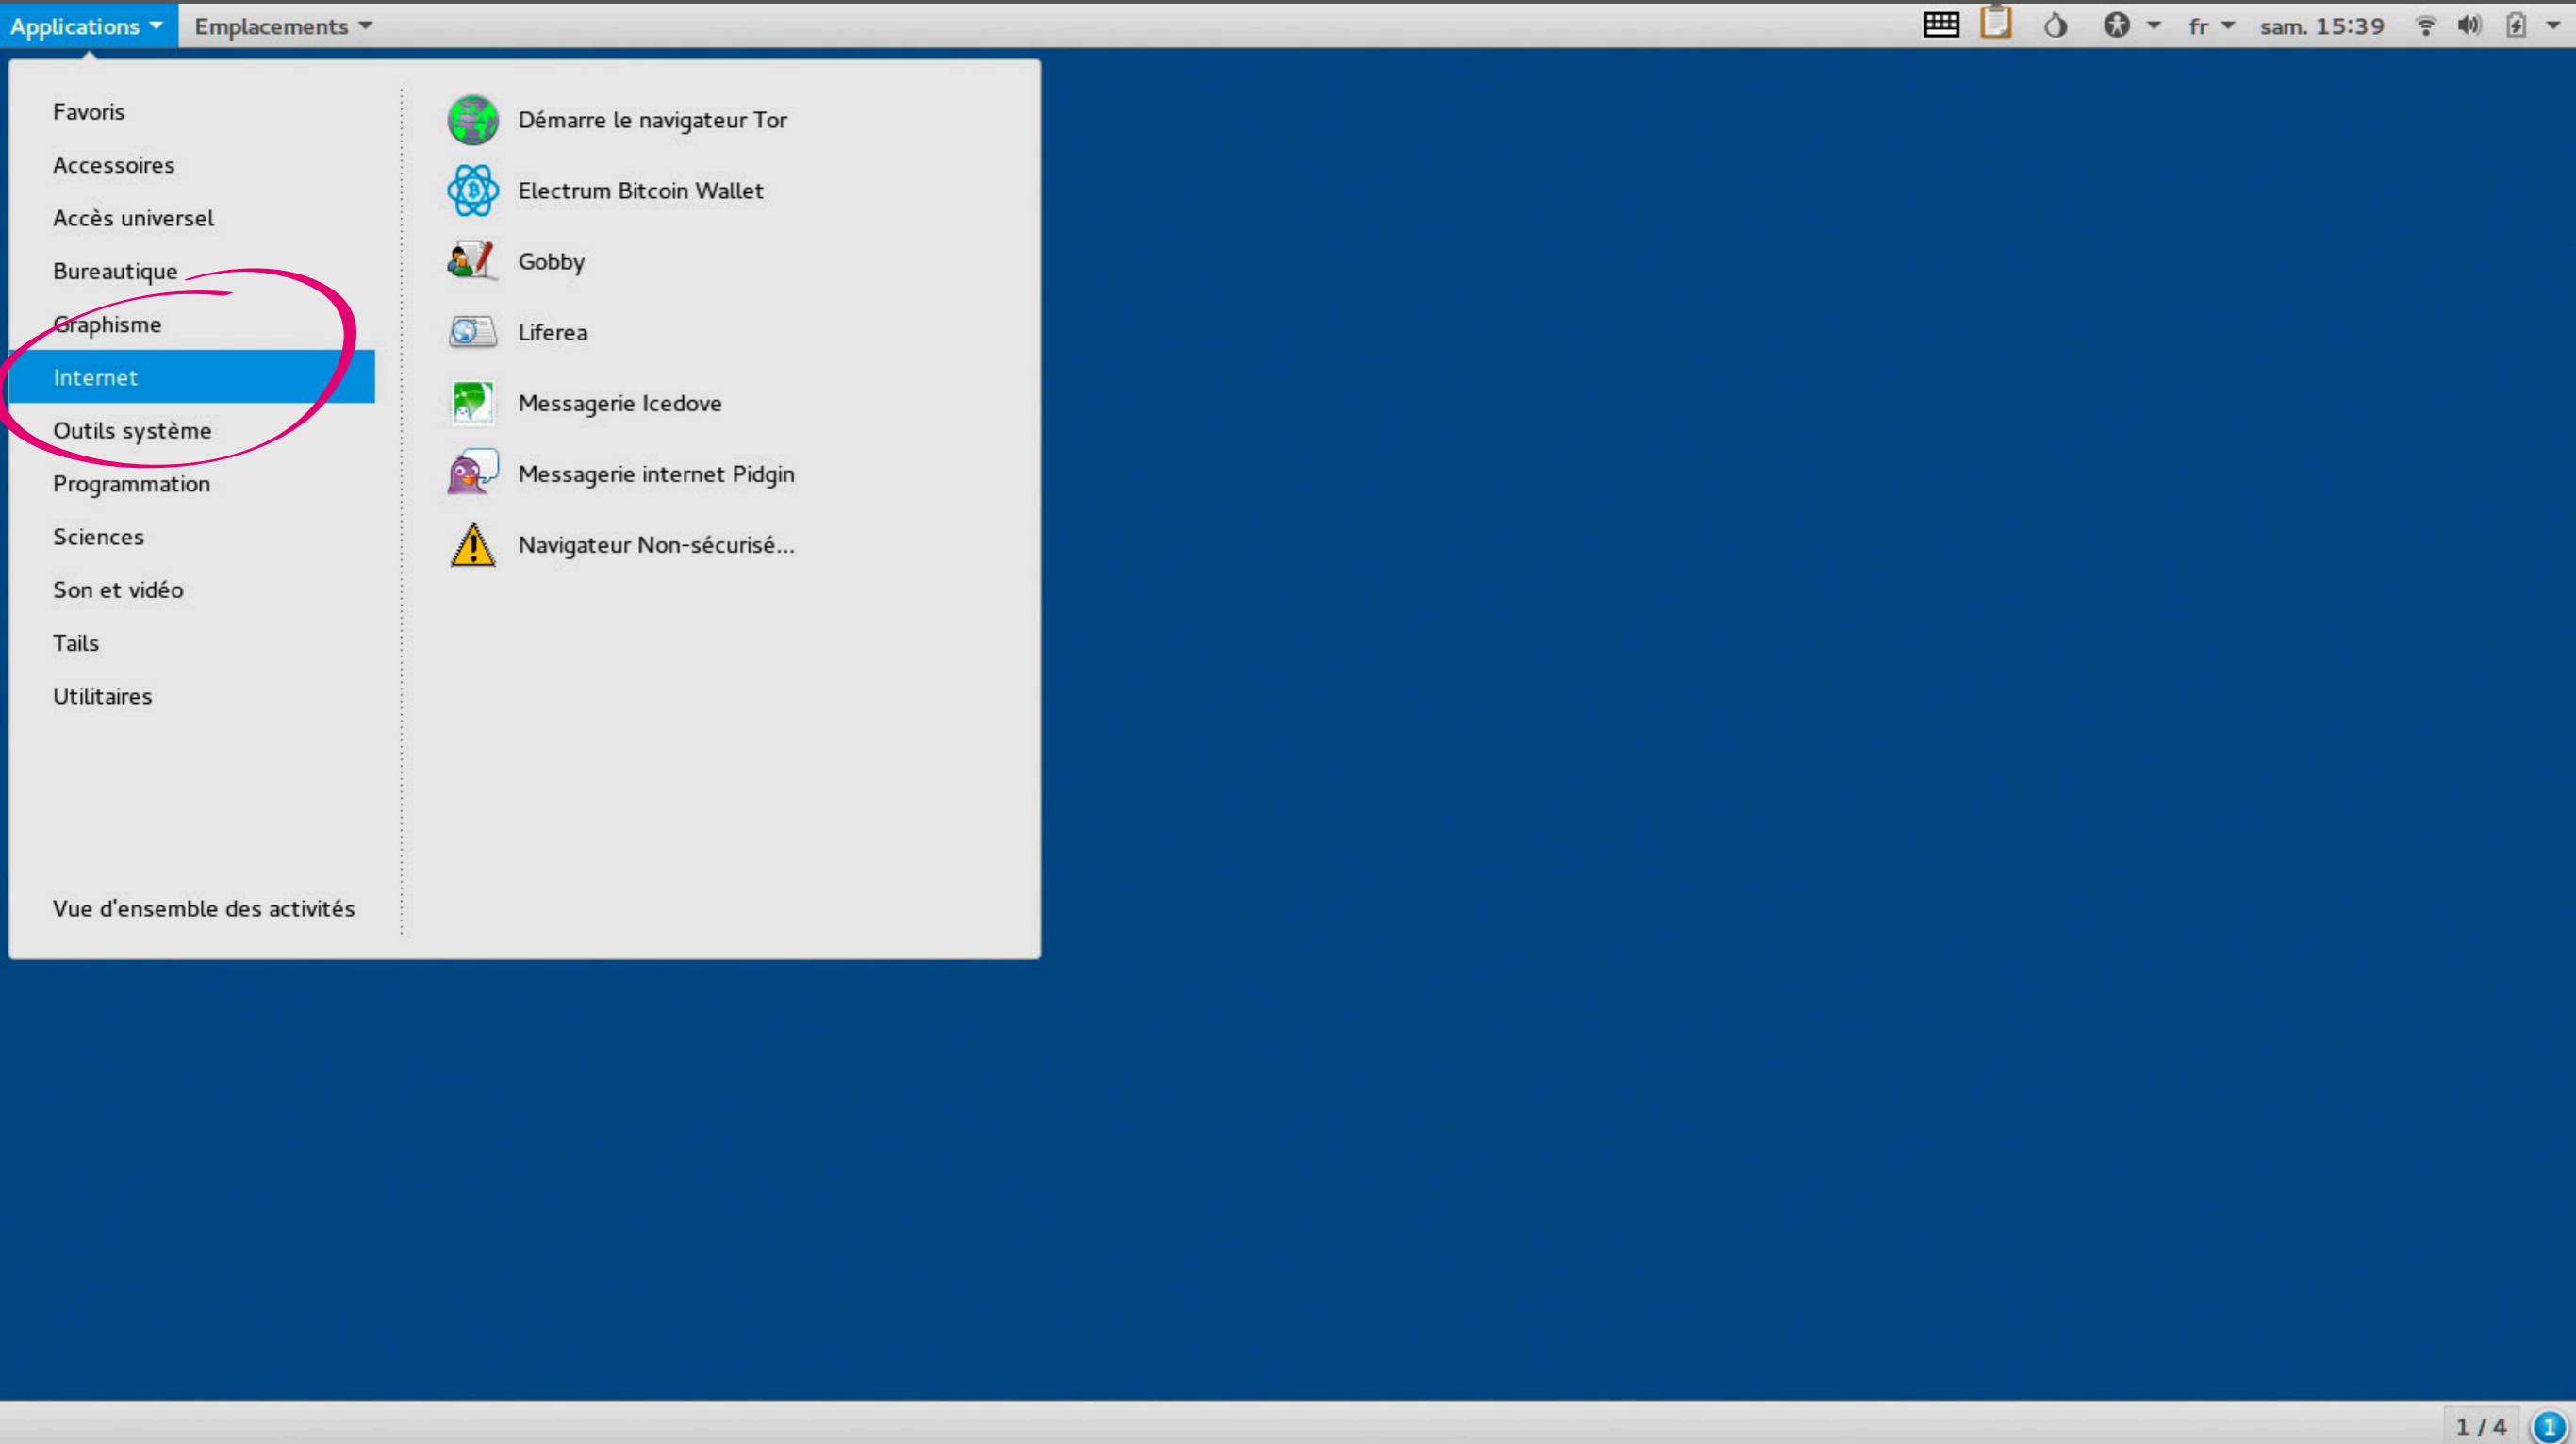 Applications Emplacements fr sam. 15:39
Favoris
Accessoires
Accès universel
Bureautique
Graphisme
Internet
Outils système
Programmation
Sciences
Son et vidéo
Tails
Utilitaires
Vue d'ensemble des activités
Démarre le navigateur Tor
Electrum Bitcoin Wallet
Gobby
Liferea
Messagerie Icedove
Messagerie internet Pidgin
Navigateur Non-sécurisé...
1 / 4 1